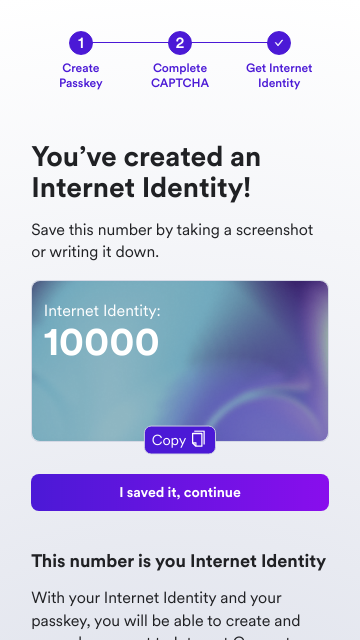 1
2
Create
Passkey
Complete
CAPTCHA
Get Internet
Identity
You’ve created an
Internet Identity!
Save this number by taking a screenshot
or writing it down.
Internet Identity:
10000
Copy
I saved it, continue
This number is you Internet Identity
With your Internet Identity and your
passkey, you will be able to create and